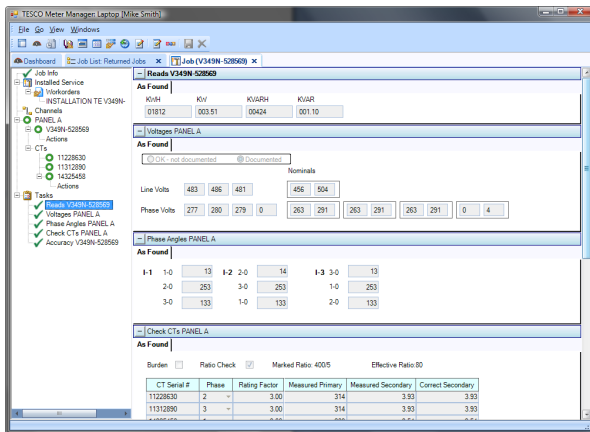 TESCO Meter Manager: Laptop [Mike Smith]
File Go View Windows
Dashboard Job List: Returned Jobs Job (V349N-528569)
Job Info
Installed Service
Workorders
INSTALLATION TE V349N-
Channels
PANEL A
V349N-528569
Actions
CTs
11228630
11312890
14325458
Actions
Tasks
Reads V349N-528569
Voltages PANEL A
Phase Angles PANEL A
Check CTs PANEL A
Accuracy V349N-528569
Reads V349N-528569
As Found
KWH KW KVARH KVAR
01812 003.51 00424 001.10
Voltages PANEL A
As Found
OK - not documented Documented
Nominals
Line Volts 483 486 481 456 504
Phase Volts 277 280 279 0 263 291 263 291 263 291 0 4
Phase Angles PANEL A
As Found
I-1 1-0 13 I-2 2-0 14 I-3 3-0 13
2-0 253 3-0 253 1-0 253
3-0 133 1-0 133 2-0 133
Check CTs PANEL A
As Found
Burden Ratio Check Marked Ratio: 400/5 Effective Ratio:80
CT Serial # Phase Rating Factor Measured Primary Measured Secondary Correct Secondary
11228630 2 3.00 314 3.93 3.93
11312890 3 3.00 314 3.93 3.93